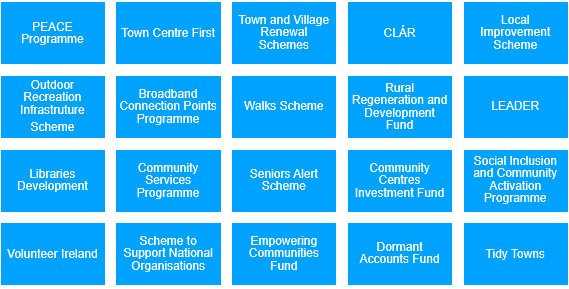 PEACE
Programme
Town Centre First
Town and Village
Renewal
Schemes
CLÁR
Local
Improvement
Scheme
Outdoor
Recreation
Infrastruture
Scheme
Broadband
Connection Points
Programme
Walks Scheme
Rural
Regeneration and
Development
Fund
LEADER
Libraries
Development
Community
Services
Programme
Seniors Alert
Scheme
Community
Centres
Investment Fund
Social Inclusion
and Community
Activation
Programme
Volunteer Ireland
Scheme to
Support National
Organisations
Empowering
Communities
Fund
Dormant
Accounts Fund
Tidy Towns